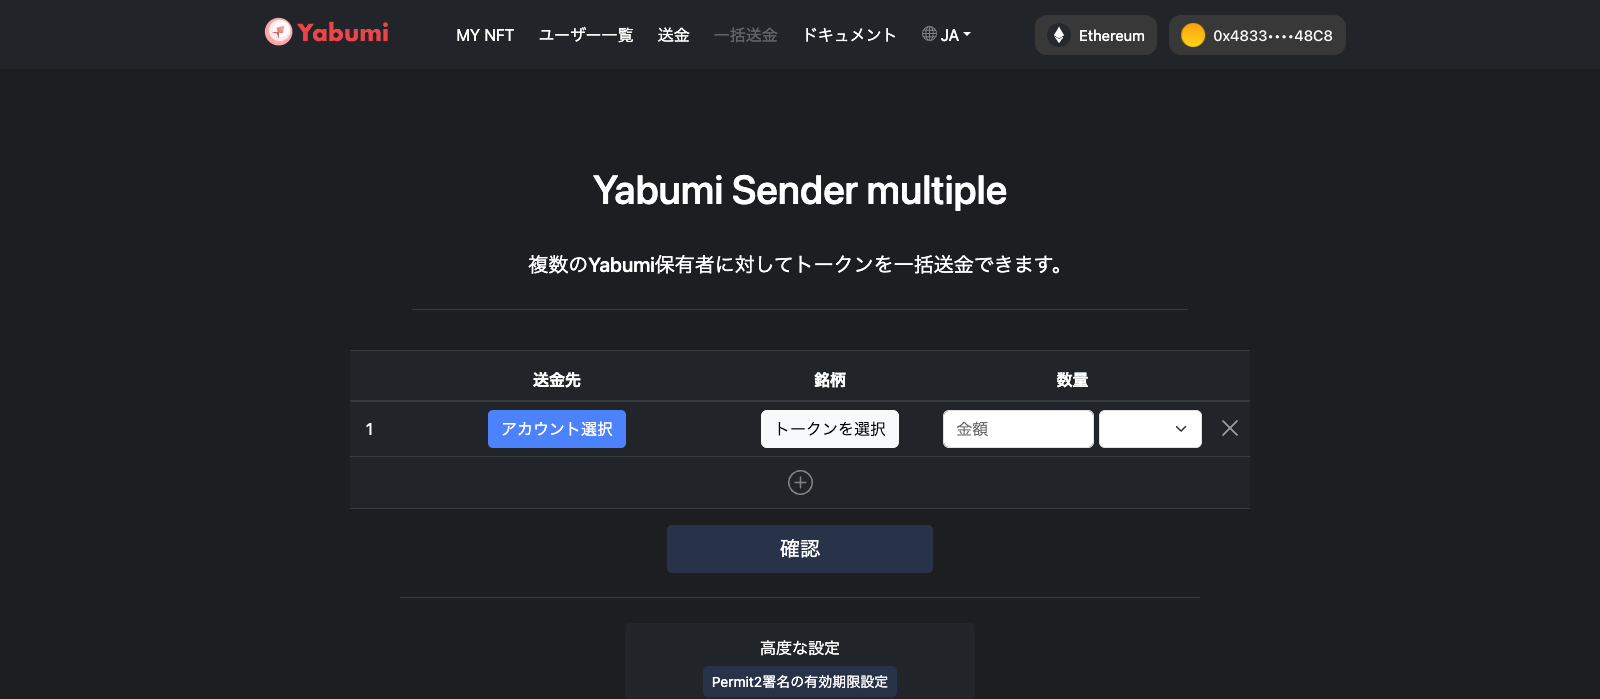 Yabumi MY NFT ユーザー一覧 送金 一括送金 ドキュメント JA Ethereum 0x4833••••48C8
Yabumi Sender multiple
複数のYabumi保有者に対してトークンを一括送金できます。
送金先 銘柄 数量
1 アカウント選択 トークンを選択 金額
確認
高度な設定
Permit2署名の有効期限設定